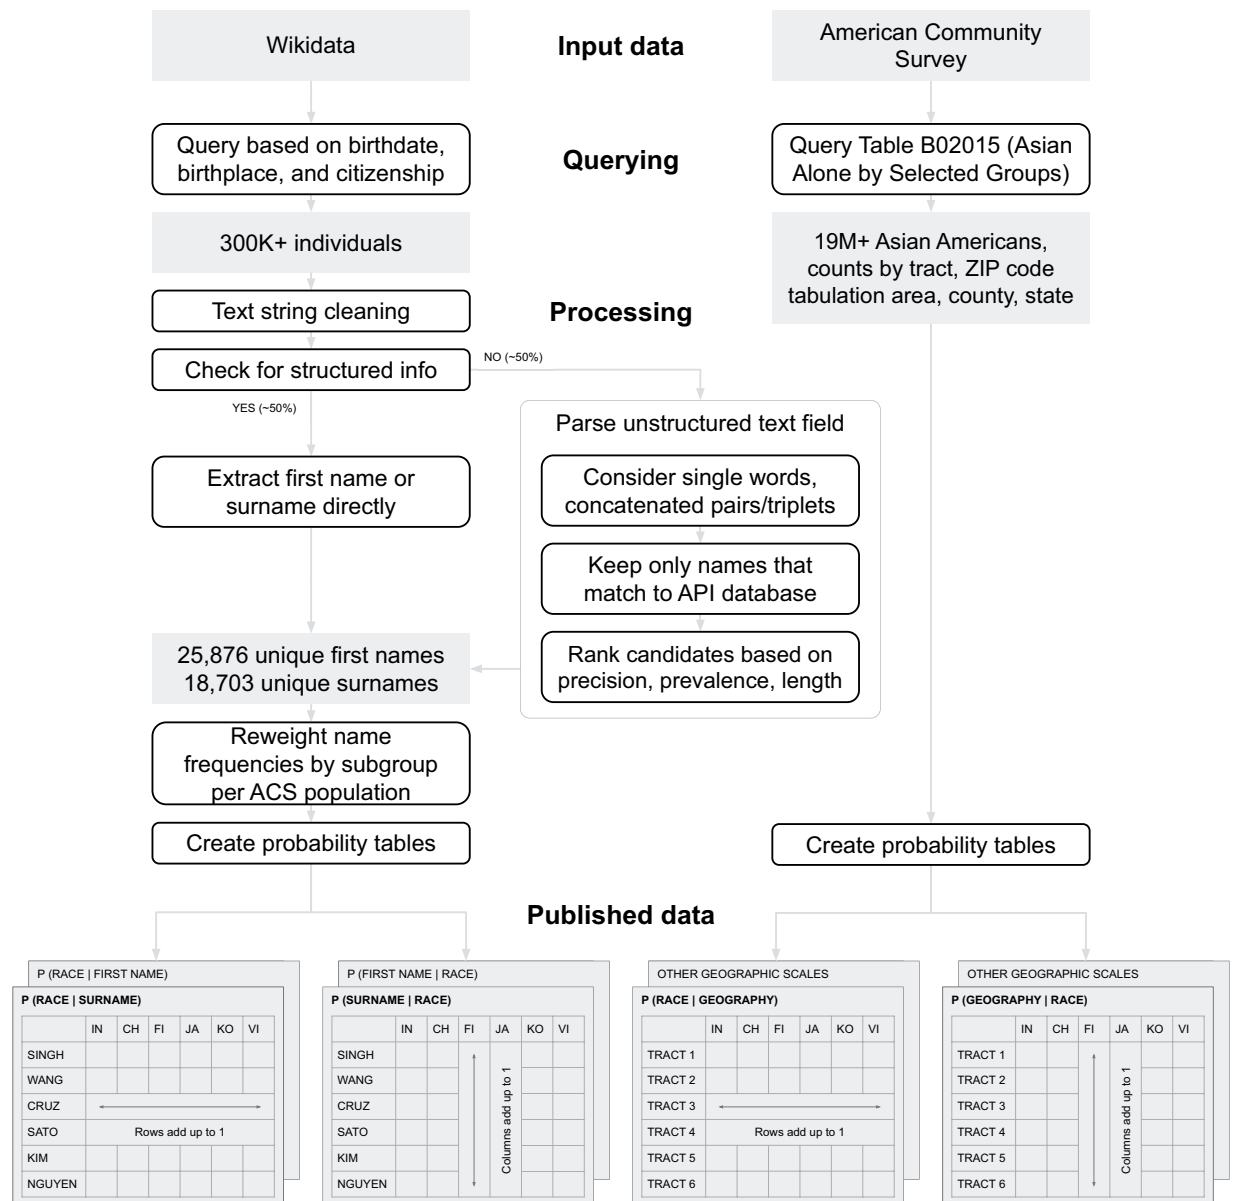 Wikidata
Input data
American Community
Survey
Query based on birthdate,
birthplace, and citizenship
Querying
Query Table B02015 (Asian
Alone by Selected Groups)
300K+ individuals
19M+ Asian Americans,
counts by tract, ZIP code
tabulation area, county, state
Text string cleaning
Processing
Check for structured info
NO (~50%)
YES (~50%)
Parse unstructured text field
Extract first name or
surname directly
Consider single words,
concatenated pairs/triplets
Keep only names that
match to API database
Rank candidates based on
precision, prevalence, length
25,876 unique first names
18,703 unique surnames
Reweight name
frequencies by subgroup
per ACS population
Create probability tables
Create probability tables
Published data
P (RACE | FIRST NAME)
P (RACE | SURNAME)
IN CH FI JA KO VI
SINGH
WANG
CRUZ
SATO Rows add up to 1
KIM
NGUYEN
P (FIRST NAME | RACE)
P (SURNAME | RACE)
IN CH FI JA KO VI
SINGH
WANG
CRUZ
SATO
KIM
NGUYEN
Columns add up to 1
OTHER GEOGRAPHIC SCALES
P (RACE | GEOGRAPHY)
IN CH FI JA KO VI
TRACT 1
TRACT 2
TRACT 3
TRACT 4 Rows add up to 1
TRACT 5
TRACT 6
OTHER GEOGRAPHIC SCALES
P (GEOGRAPHY | RACE)
IN CH FI JA KO VI
TRACT 1
TRACT 2
TRACT 3
TRACT 4
TRACT 5
TRACT 6
Columns add up to 1